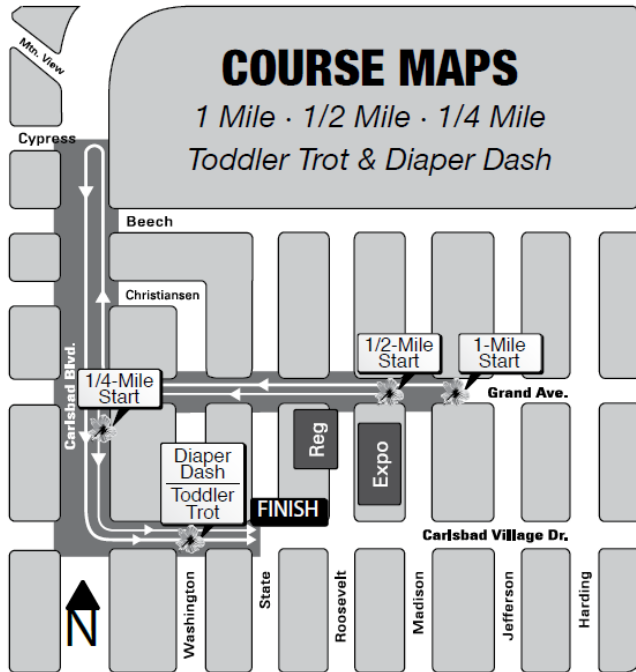 COURSE MAPS
1 Mile · 1/2 Mile · 1/4 Mile
Toddler Trot & Diaper Dash
Mtn. View
Cypress
Beech
Christiansen
1/4-Mile
Start
1/2-Mile
Start
1-Mile
Start
Grand Ave.
Carlsbad Blvd.
Reg
Expo
Diaper
Dash
Toddler
Trot
FINISH
Carlsbad Village Dr.
N
Washington
State
Roosevelt
Madison
Jefferson
Harding